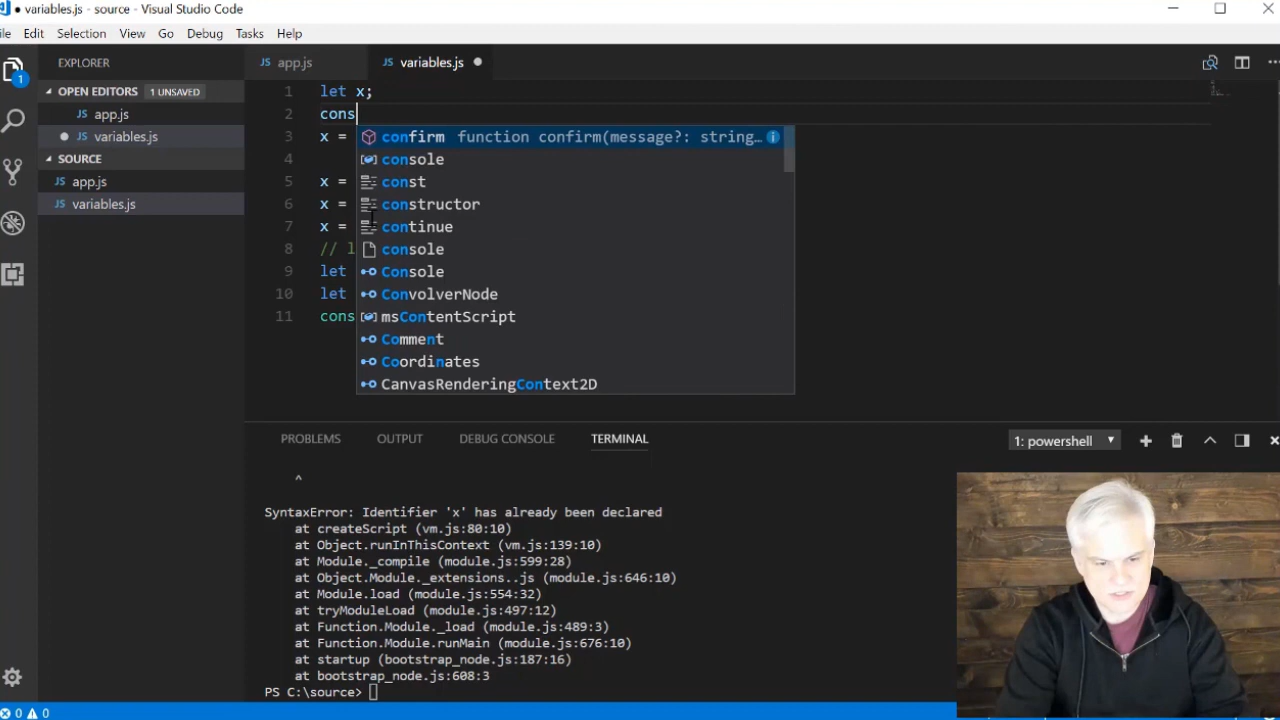 variables.js - source - Visual Studio Code
Edit Selection View Go Debug Tasks Help
EXPLORER
JS app.js
JS variables.js
OPEN EDITORS 1 UNSAVED
JS app.js
JS variables.js
SOURCE
JS app.js
JS variables.js
1
1 let x;
2 cons
3 x =
4
5 x =
6 x =
7 x =
8 // l
9 let
10 let
11 cons
confirm function confirm(message?: string…
console
const
constructor
continue
console
Console
ConvolverNode
msContentScript
Comment
Coordinates
CanvasRenderingContext2D
PROBLEMS OUTPUT DEBUG CONSOLE TERMINAL
1: powershell
^
SyntaxError: Identifier 'x' has already been declared
at createScript (vm.js:80:10)
at Object.runInThisContext (vm.js:139:10)
at Module._compile (module.js:599:28)
at Object.Module._extensions..js (module.js:646:10)
at Module.load (module.js:554:32)
at tryModuleLoad (module.js:497:12)
at Function.Module._load (module.js:489:3)
at Function.Module.runMain (module.js:676:10)
at startup (bootstrap_node.js:187:16)
at bootstrap_node.js:608:3
PS C:\source>
0 0